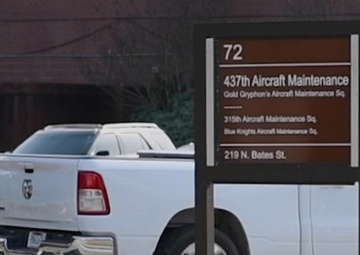 72
437th Aircraft Maintenance
Gold Gryphon's Aircraft Maintenance Sq.
315th Aircraft Maintenance Sq.
Blue Knights Aircraft Maintenance Sq.
219 N. Bates St.